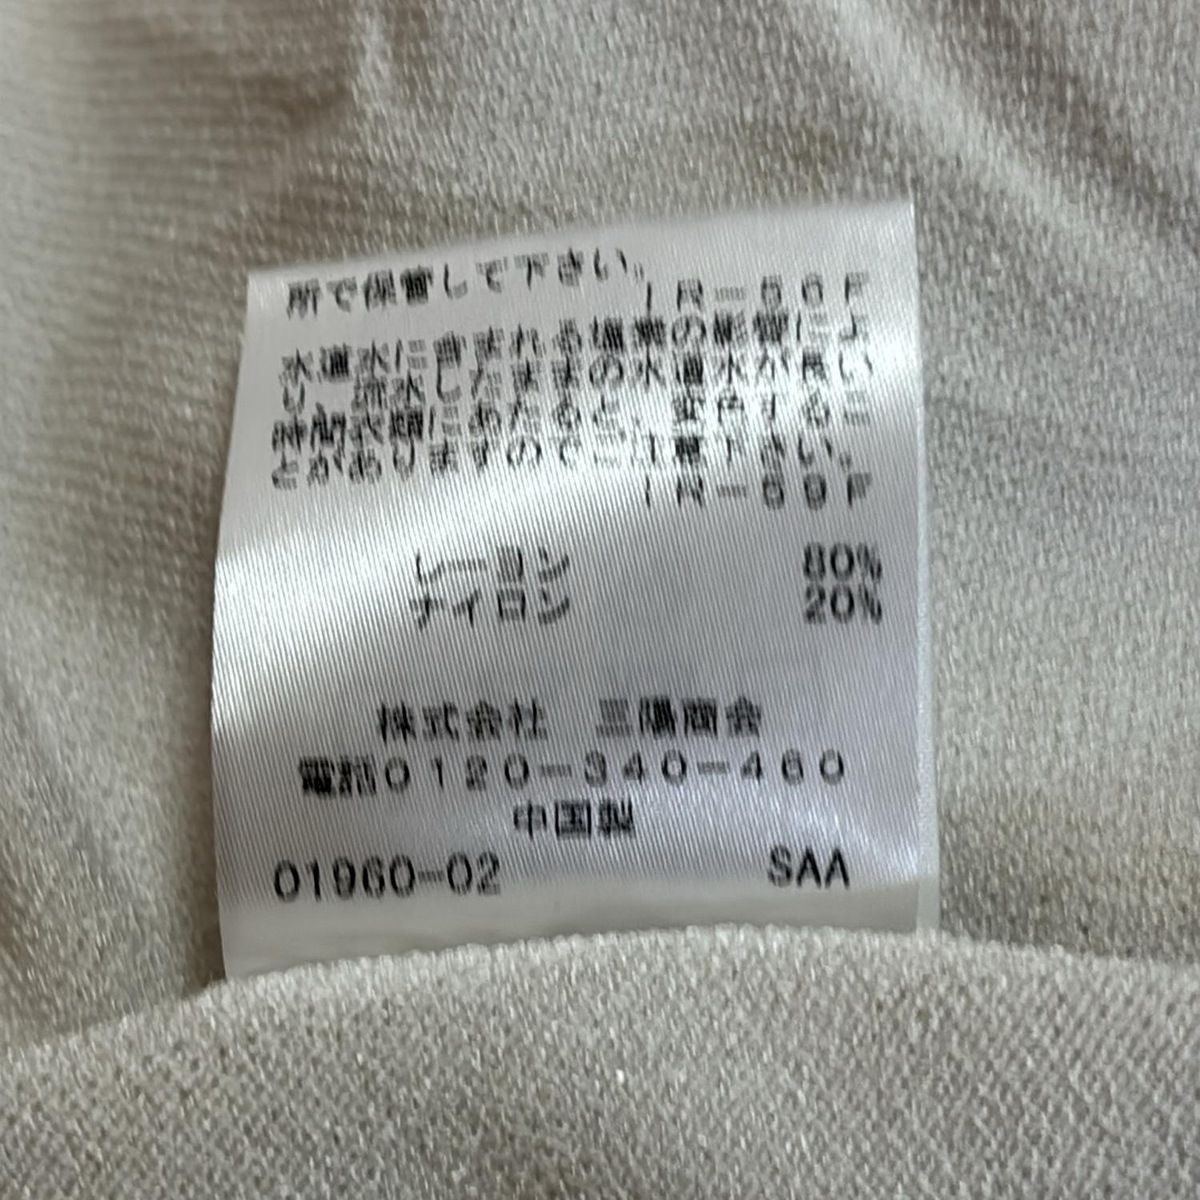 所で保管して下さい。
IR-56F
水道水に含まれる塩素の影響によ
り、流水したままの水道水が長い
時間衣類にあたると、変色するこ
とがありますのでご注意下さい。
IR-69F
レーヨン 80%
ナイロン 20%
株式会社 三陽商会
電話0120-340-460
中国製
01960-02 SAA